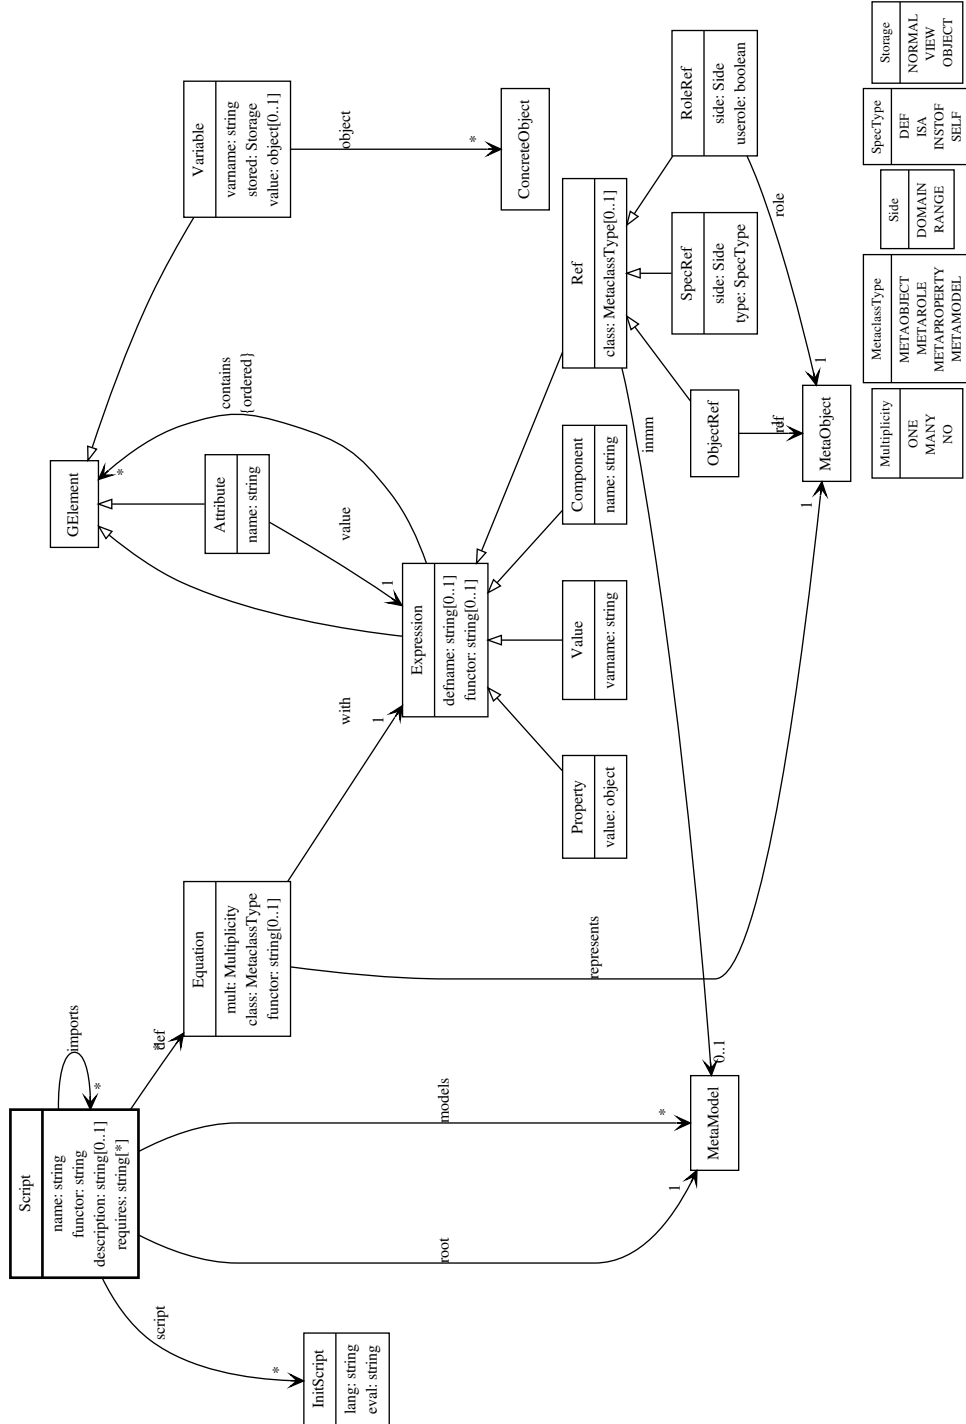 Script
name: string
functor: string
description: string[0..1]
requires: string[*]
imports
*
def
*
script
*
InitScript
lang: string
eval: string
root
1
models
*
MetaModel
0..1
Equation
mult: Multiplicity
class: MetaclassType
functor: string[0..1]
with
1
represents
1
GElement
*
contains
{ordered}
Attribute
name: string
value
1
Expression
defname: string[0..1]
functor: string[0..1]
Property
value: object
Value
varname: string
Component
name: string
Variable
varname: string
stored: Storage
value: object[0..1]
object
*
ConcreteObject
Ref
class: MetaclassType[0..1]
inmm
ObjectRef
ref
1
SpecRef
side: Side
type: SpecType
RoleRef
side: Side
userole: boolean
role
1
MetaObject
Multiplicity
ONE
MANY
NO
MetaclassType
METAOBJECT
METAROLE
METAPROPERTY
METAMODEL
Side
DOMAIN
RANGE
SpecType
DEF
ISA
INSTOF
SELF
Storage
NORMAL
VIEW
OBJECT